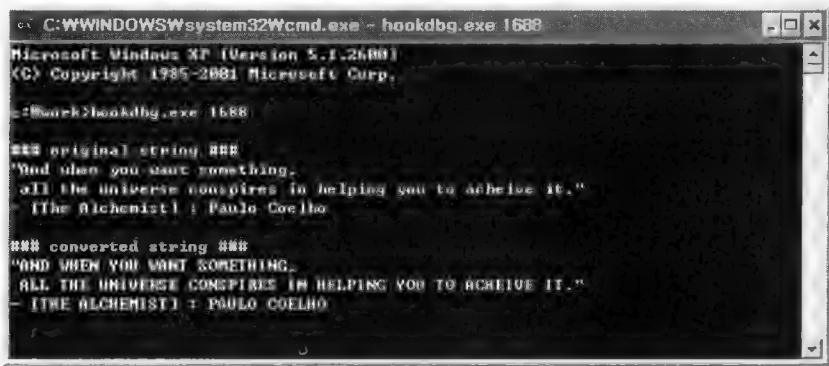 C:₩WINDOWS₩system32₩cmd.exe - hookdbg.exe 1688
Microsoft Windows XP [Version 5.1.2600]
(C) Copyright 1985-2001 Microsoft Corp.
c:₩work>hookdbg.exe 1688
### original string ###
"And when you want something,
all the universe conspires in helping you to acheive it."
- [The Alchemist] : Paulo Coelho
### converted string ###
"AND WHEN YOU WANT SOMETHING,
ALL THE UNIVERSE CONSPIRES IN HELPING YOU TO ACHEIVE IT."
- [THE ALCHEMIST] : PAULO COELHO